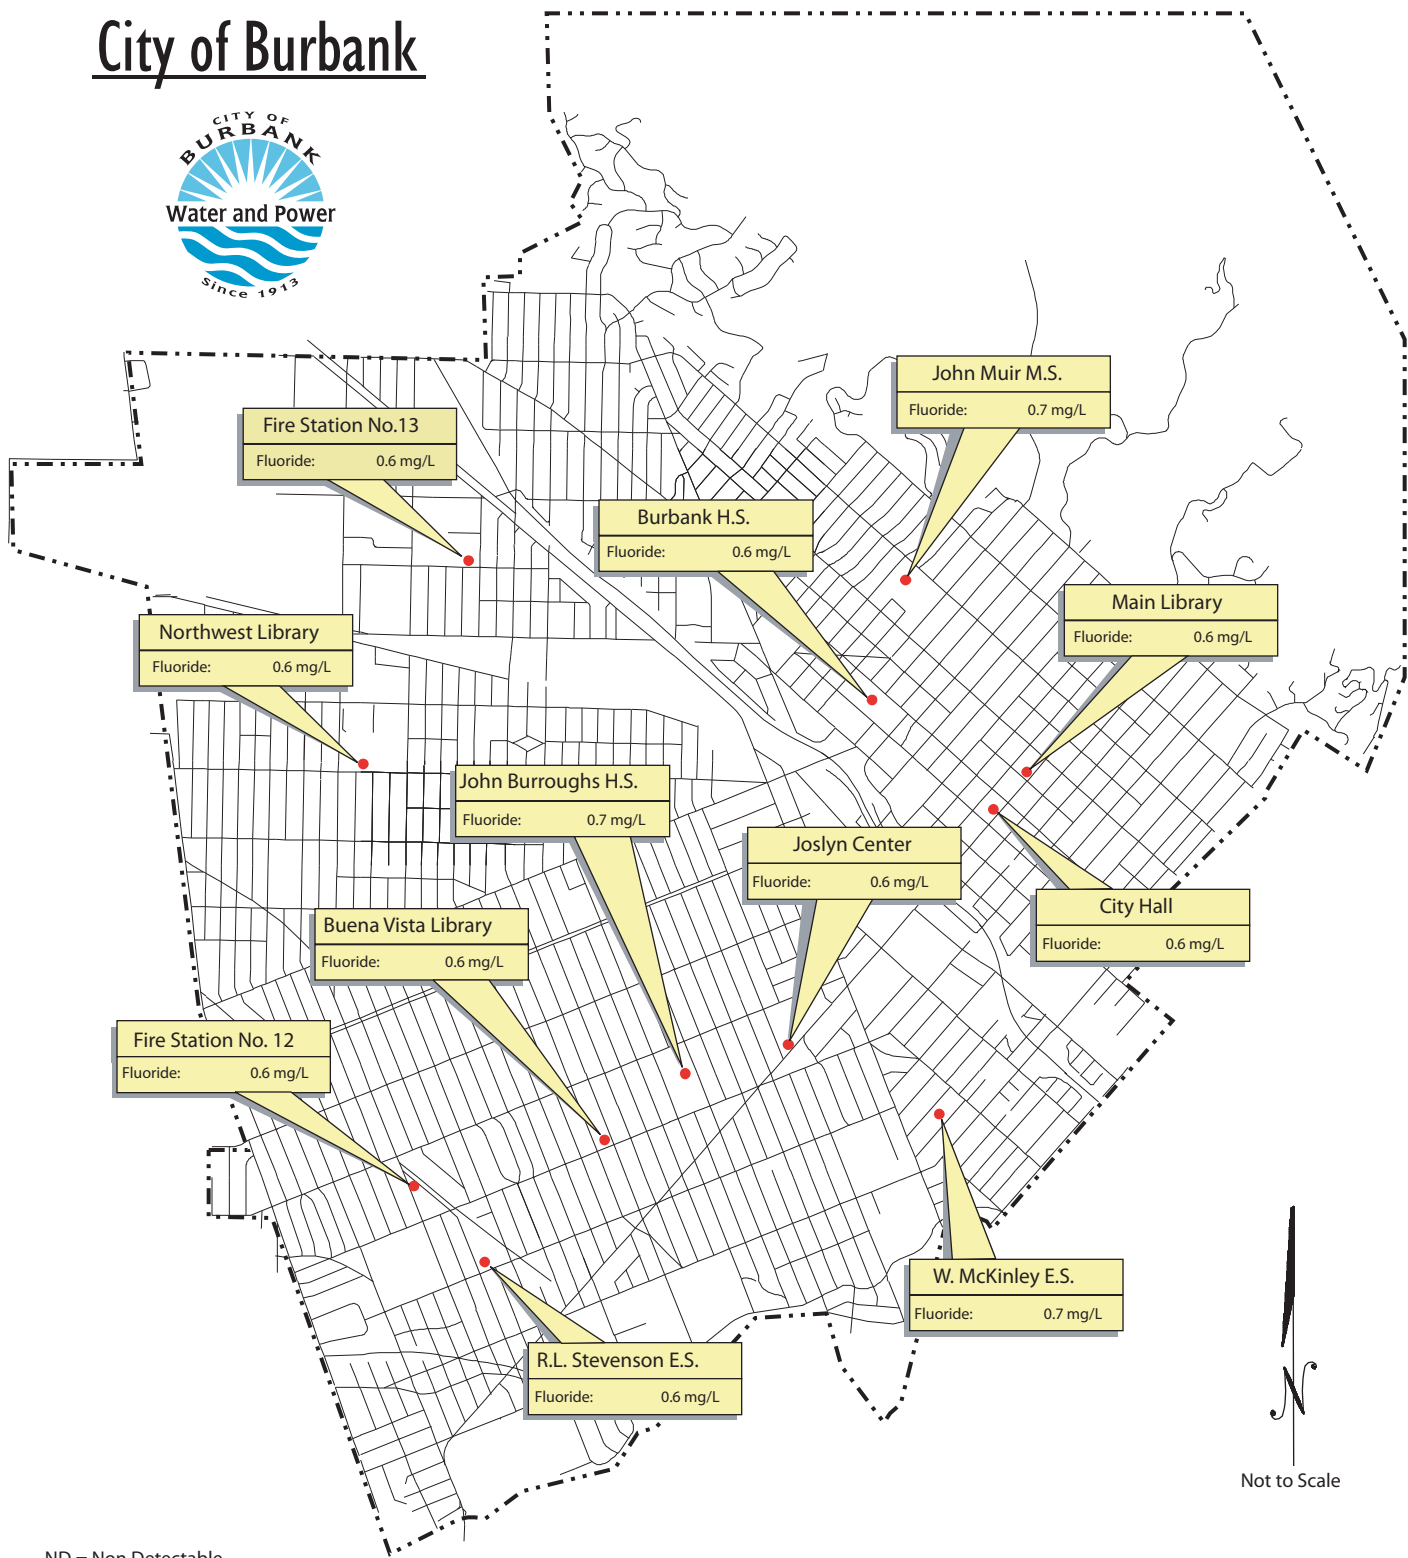 City of Burbank
CITY OF
BURBANK
Water and Power
Since 1913
John Muir M.S.
Fluoride: 0.7 mg/L
Fire Station No.13
Fluoride: 0.6 mg/L
Burbank H.S.
Fluoride: 0.6 mg/L
Main Library
Fluoride: 0.6 mg/L
Northwest Library
Fluoride: 0.6 mg/L
John Burroughs H.S.
Fluoride: 0.7 mg/L
Joslyn Center
Fluoride: 0.6 mg/L
City Hall
Fluoride: 0.6 mg/L
Buena Vista Library
Fluoride: 0.6 mg/L
Fire Station No. 12
Fluoride: 0.6 mg/L
W. McKinley E.S.
Fluoride: 0.7 mg/L
R.L. Stevenson E.S.
Fluoride: 0.6 mg/L
N
Not to Scale
ND = Non Detectable